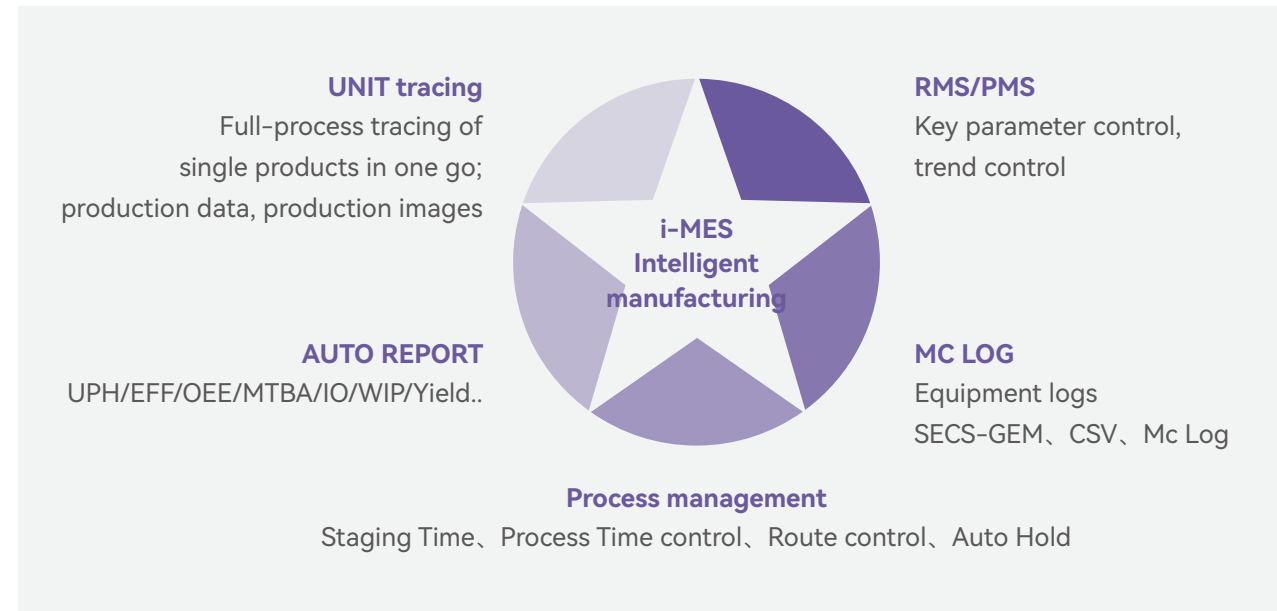 UNIT tracing
Full-process tracing of
single products in one go;
production data, production images
RMS/PMS
Key parameter control,
trend control
i-MES
Intelligent
manufacturing
AUTO REPORT
UPH/EFF/OEE/MTBA/IO/WIP/Yield..
MC LOG
Equipment logs
SECS-GEM、CSV、Mc Log
Process management
Staging Time、Process Time control、Route control、Auto Hold